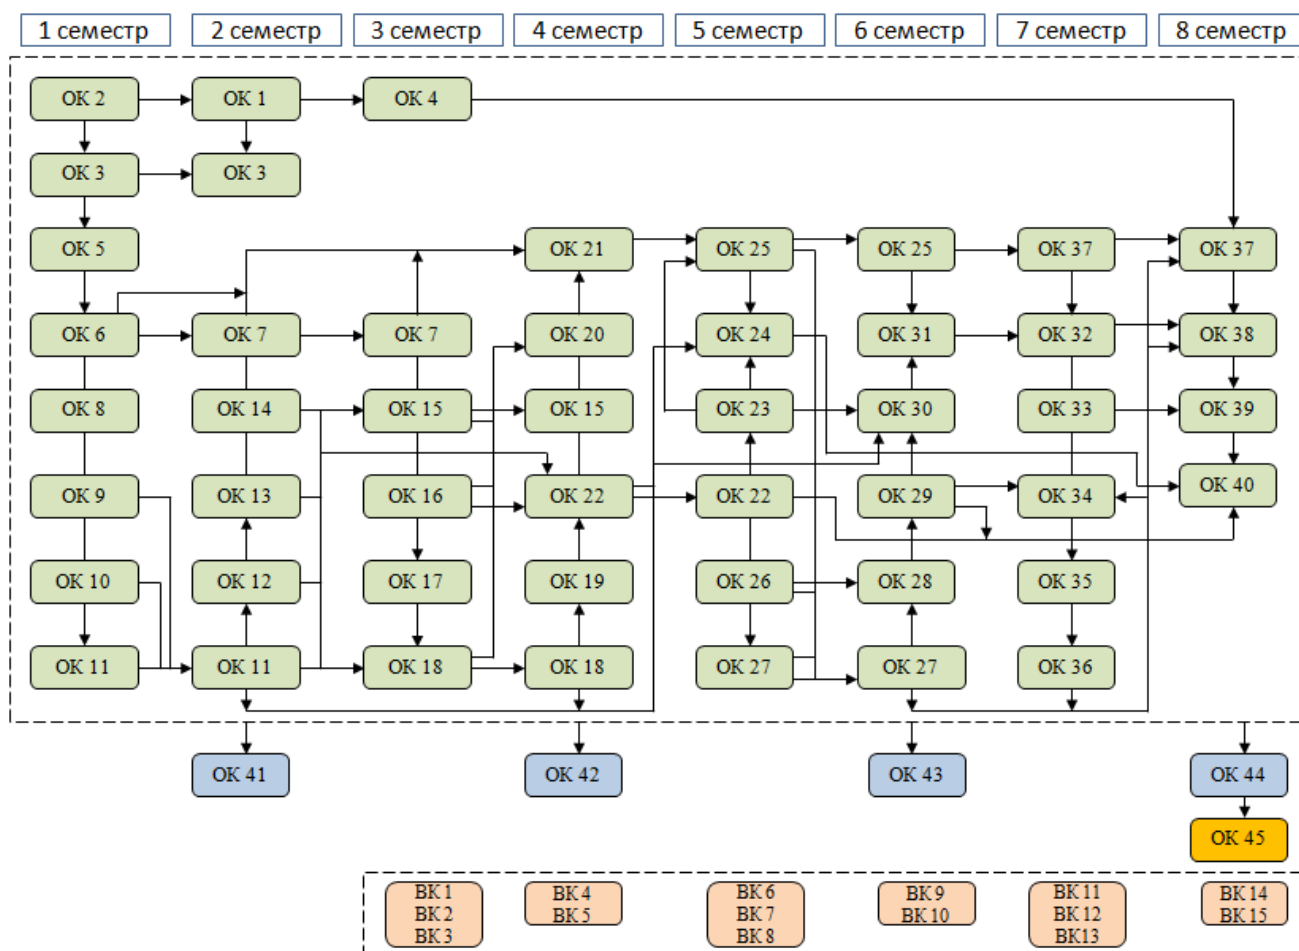 1 семестр
2 семестр
3 семестр
4 семестр
5 семестр
6 семестр
7 семестр
8 семестр
ОК 2
ОК 1
ОК 4
ОК 3
ОК 3
ОК 5
ОК 21
ОК 25
ОК 25
ОК 37
ОК 37
ОК 6
ОК 7
ОК 7
ОК 20
ОК 24
ОК 31
ОК 32
ОК 38
ОК 8
ОК 14
ОК 15
ОК 15
ОК 23
ОК 30
ОК 33
ОК 39
ОК 9
ОК 13
ОК 16
ОК 22
ОК 22
ОК 29
ОК 34
ОК 40
ОК 10
ОК 12
ОК 17
ОК 19
ОК 26
ОК 28
ОК 35
ОК 11
ОК 11
ОК 18
ОК 18
ОК 27
ОК 27
ОК 36
ОК 41
ОК 42
ОК 43
ОК 44
ОК 45
ВК 1
ВК 2
ВК 3
ВК 4
ВК 5
ВК 6
ВК 7
ВК 8
ВК 9
ВК 10
ВК 11
ВК 12
ВК 13
ВК 14
ВК 15